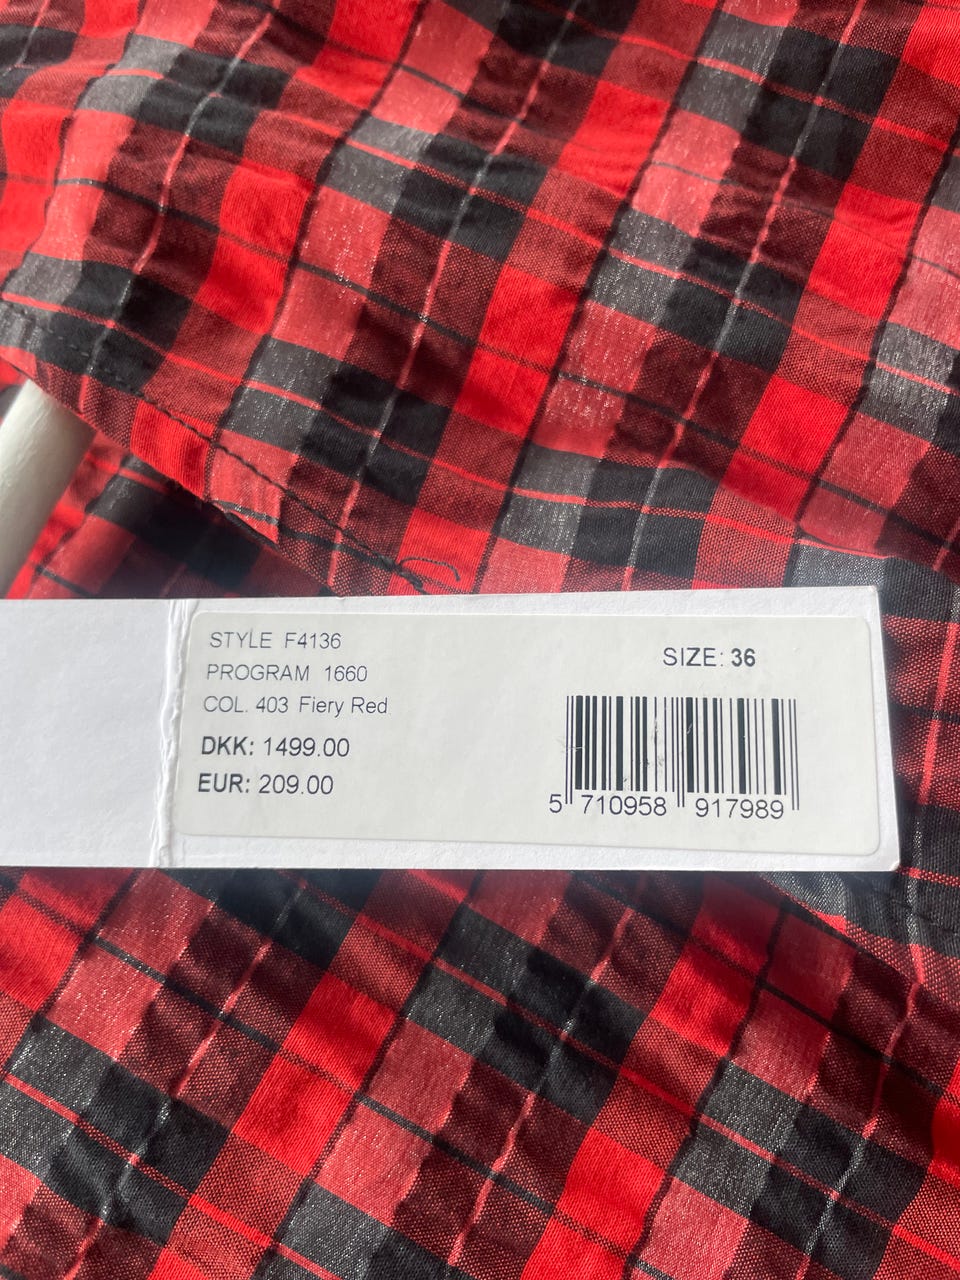 STYLE F4136
PROGRAM 1660
COL. 403 Fiery Red
DKK: 1499.00
EUR: 209.00
SIZE: 36
5 710958 917989